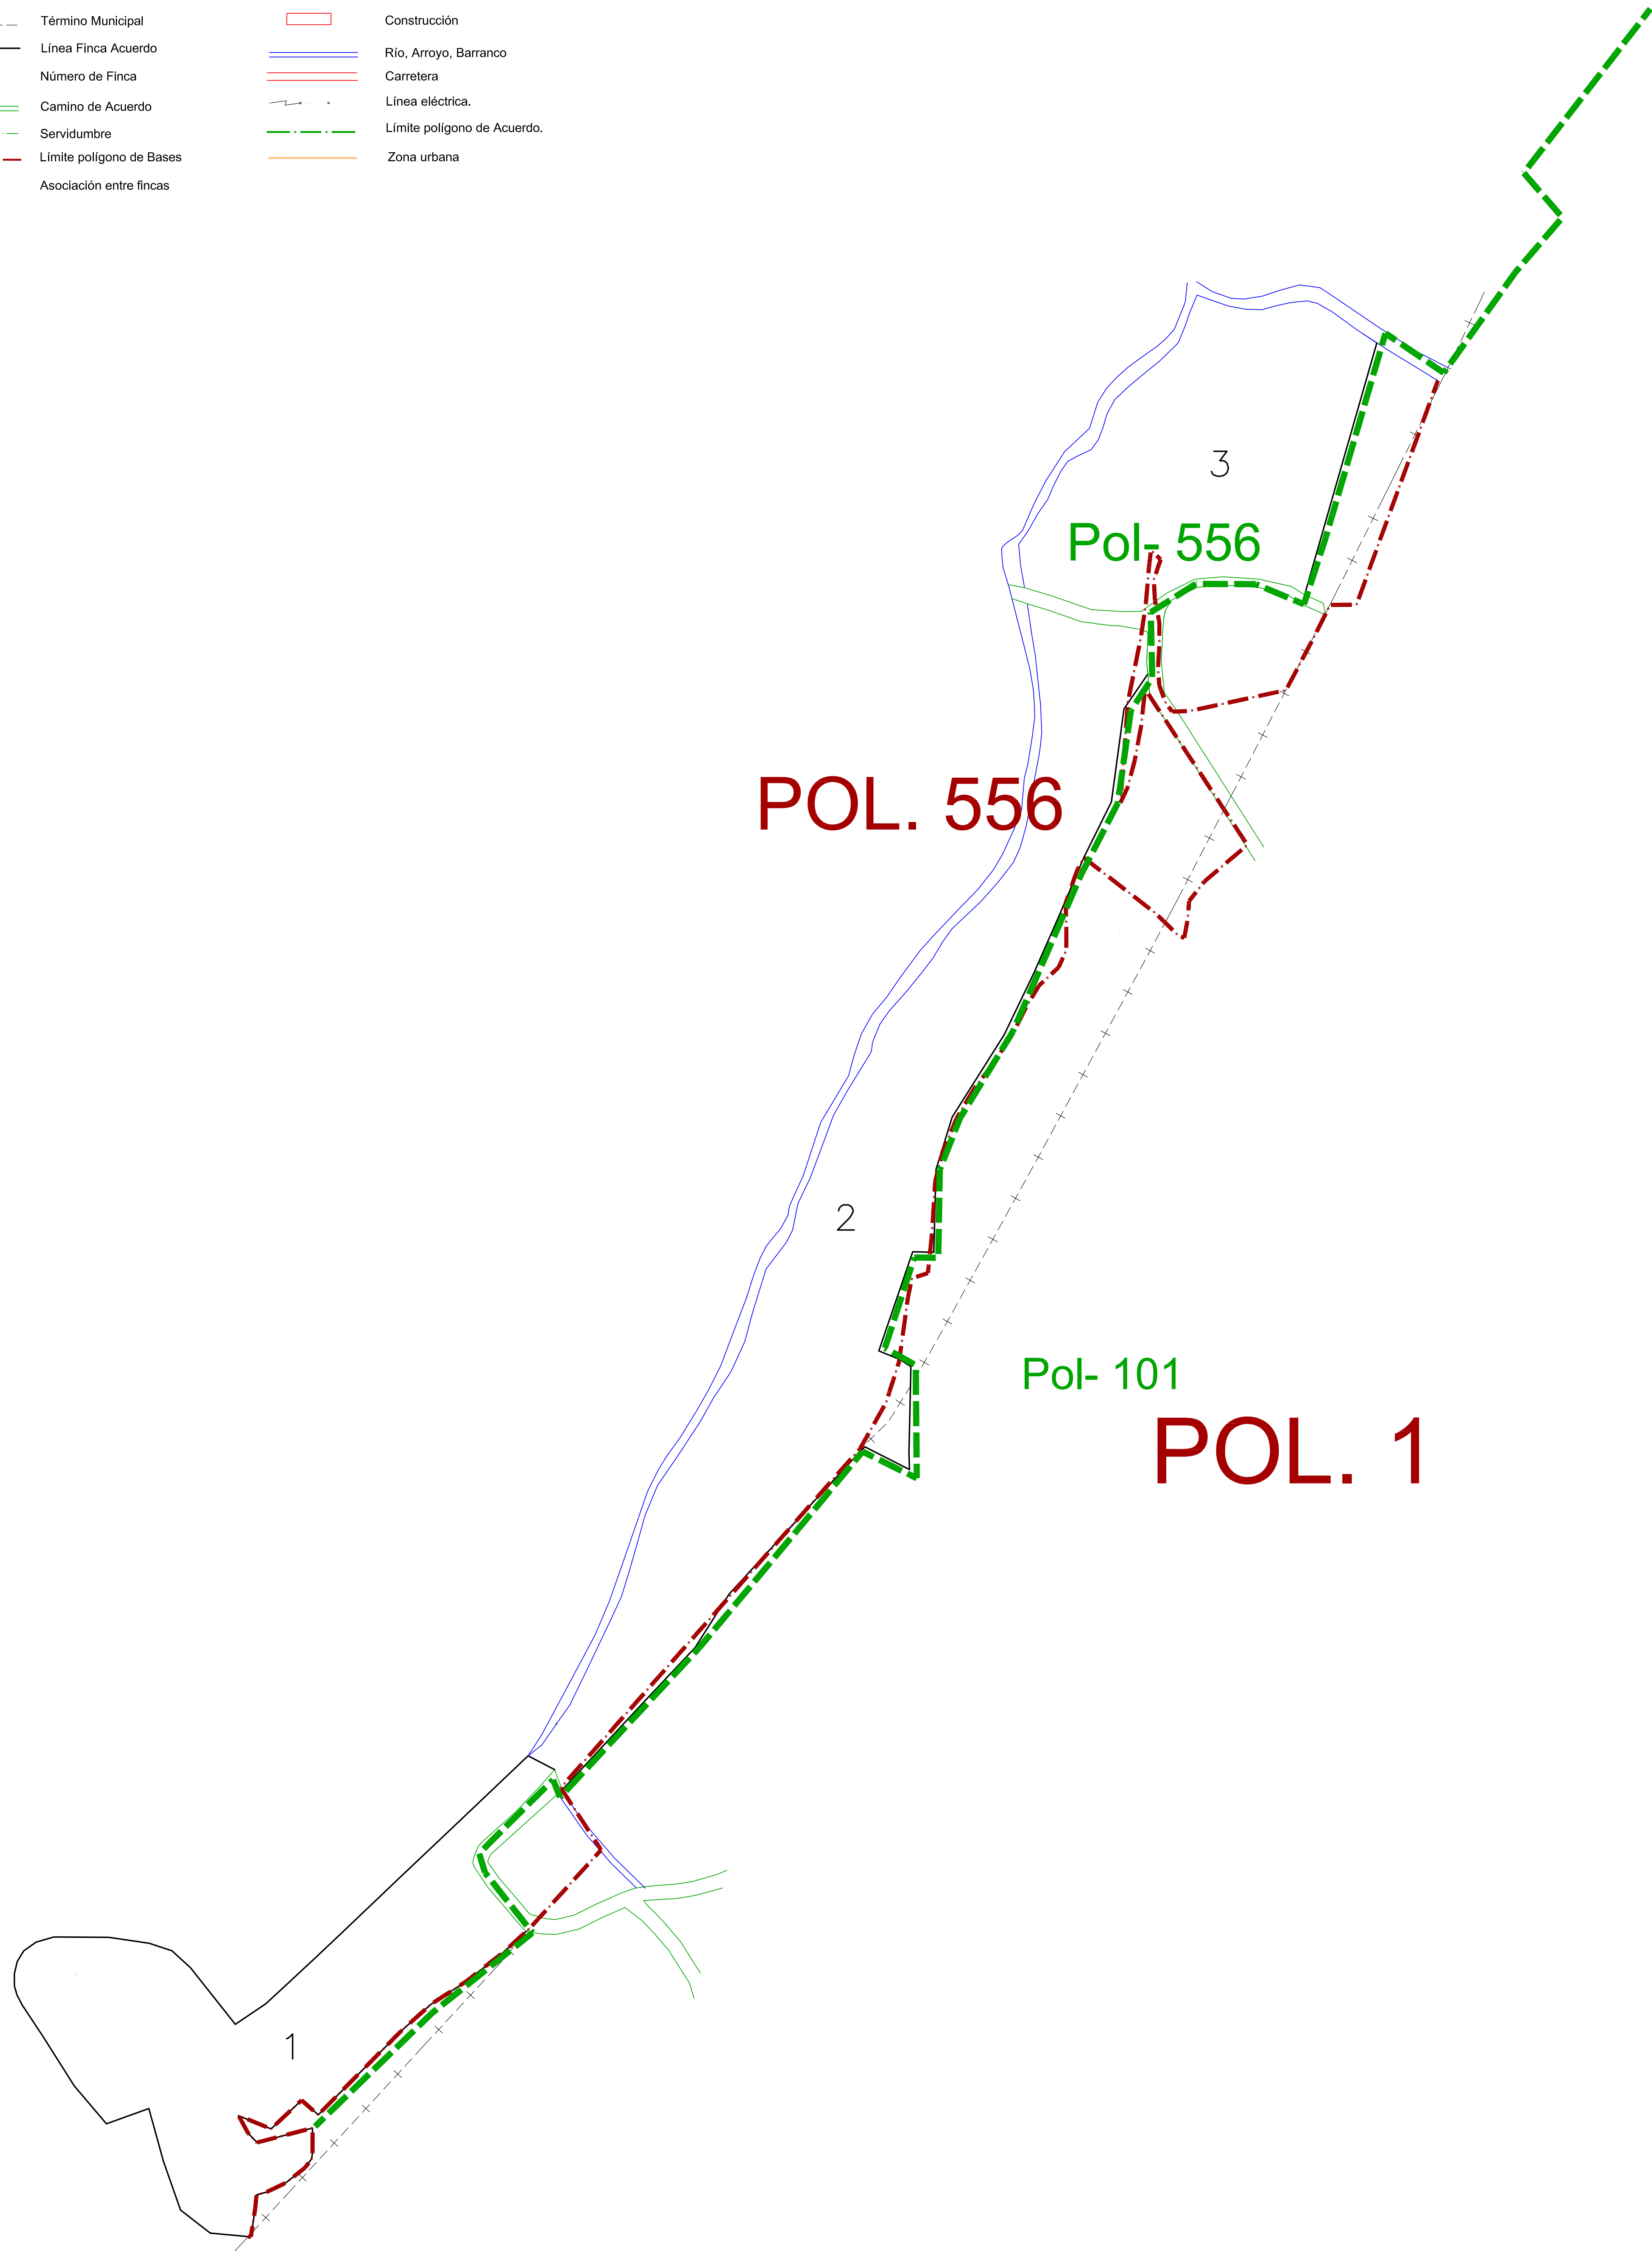 Término Municipal
Línea Finca Acuerdo
Número de Finca
Camino de Acuerdo
Servidumbre
Límite polígono de Bases
Asociación entre fincas
Construcción
Río, Arroyo, Barranco
Carretera
Línea eléctrica.
Límite polígono de Acuerdo.
Zona urbana
3
Pol- 556
POL. 556
2
Pol- 101
POL. 1
1